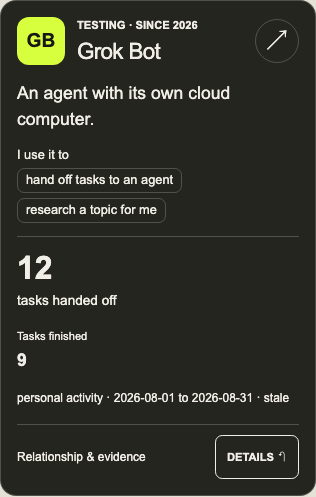 GB
TESTING · SINCE 2026
Grok Bot
An agent with its own cloud
computer.
I use it to
hand off tasks to an agent
research a topic for me
12
tasks handed off
Tasks finished
9
personal activity · 2026-08-01 to 2026-08-31 · stale
Relationship & evidence
DETAILS